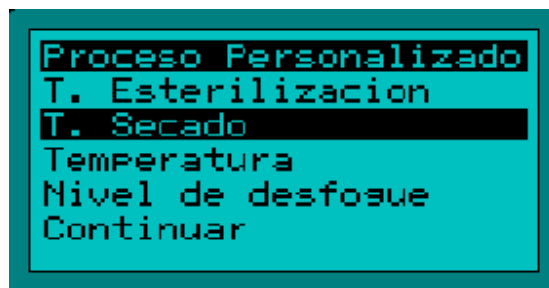 Proceso Personalizado
T. Esterilizacion
T. Secado
Temperatura
Nivel de desfogue
Continuar